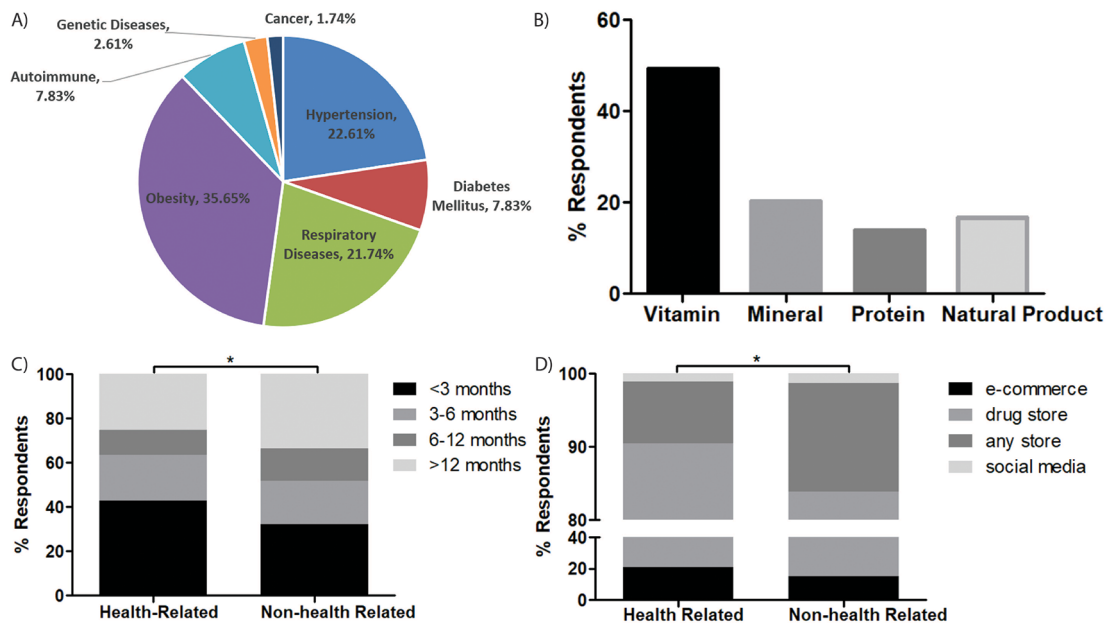 A)
Genetic Diseases,
2.61%
Cancer, 1.74%
Autoimmune,
7.83%
Hypertension,
22.61%
Obesity, 35.65%
Diabetes
Mellitus, 7.83%
Respiratory
Diseases, 21.74%
B)
% Respondents
60
40
20
0
Vitamin
Mineral
Protein
Natural Product
C)
% Respondents
100
80
60
40
20
0
*
Health-Related
Non-health Related
<3 months
3-6 months
6-12 months
>12 months
D)
% Respondents
100
90
80
40
20
0
*
Health Related
Non-health Related
e-commerce
drug store
any store
social media